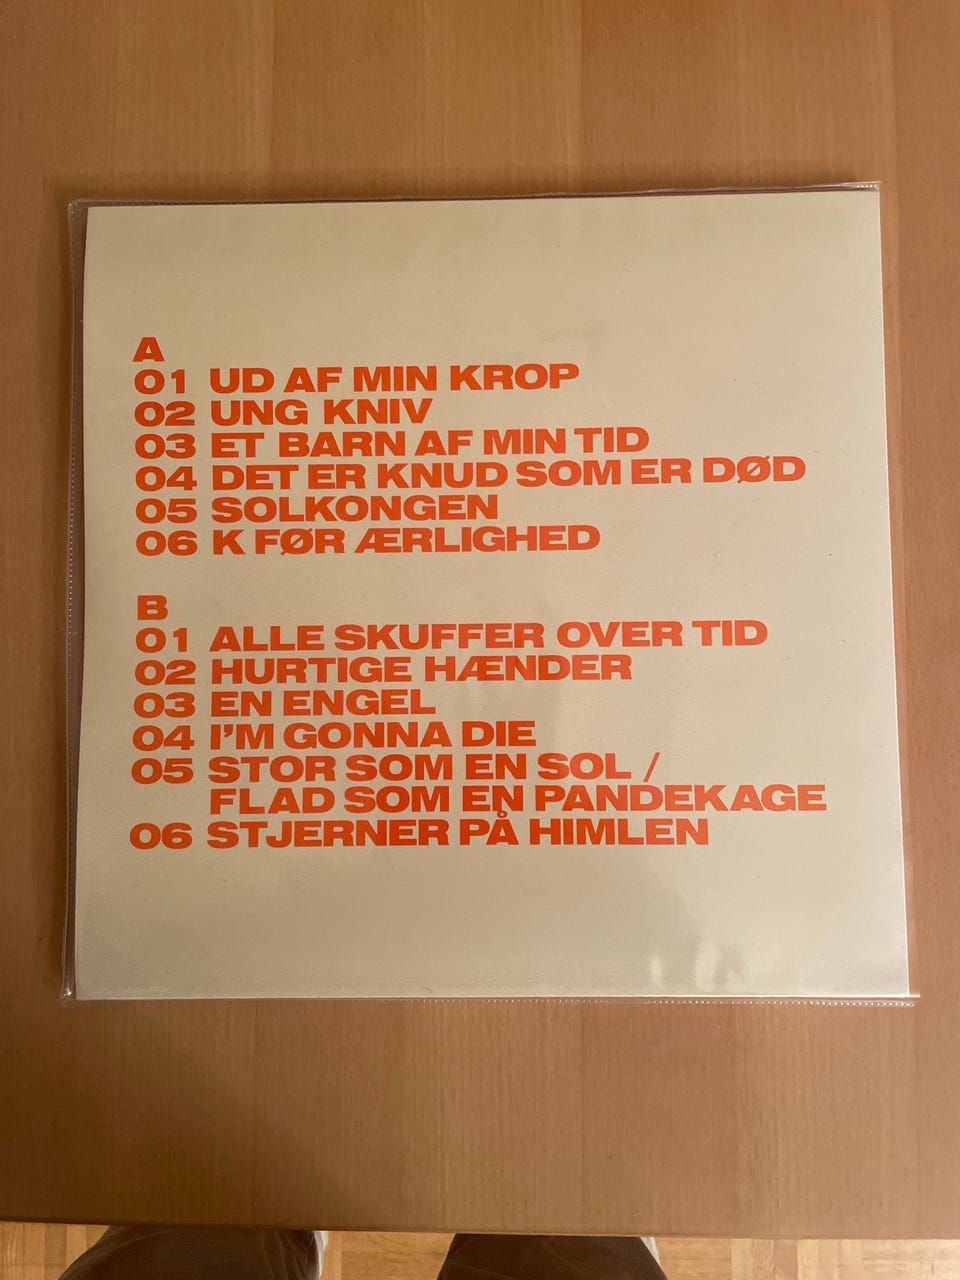 A
01 UD AF MIN KROP
02 UNG KNIV
03 ET BARN AF MIN TID
04 DET ER KNUD SOM ER DØD
05 SOLKONGEN
06 K FØR ÆRLIGHED
B
01 ALLE SKUFFER OVER TID
02 HURTIGE HÆNDER
03 EN ENGEL
04 I'M GONNA DIE
05 STOR SOM EN SOL /
FLAD SOM EN PANDEKAGE
06 STJERNER PÅ HIMLEN